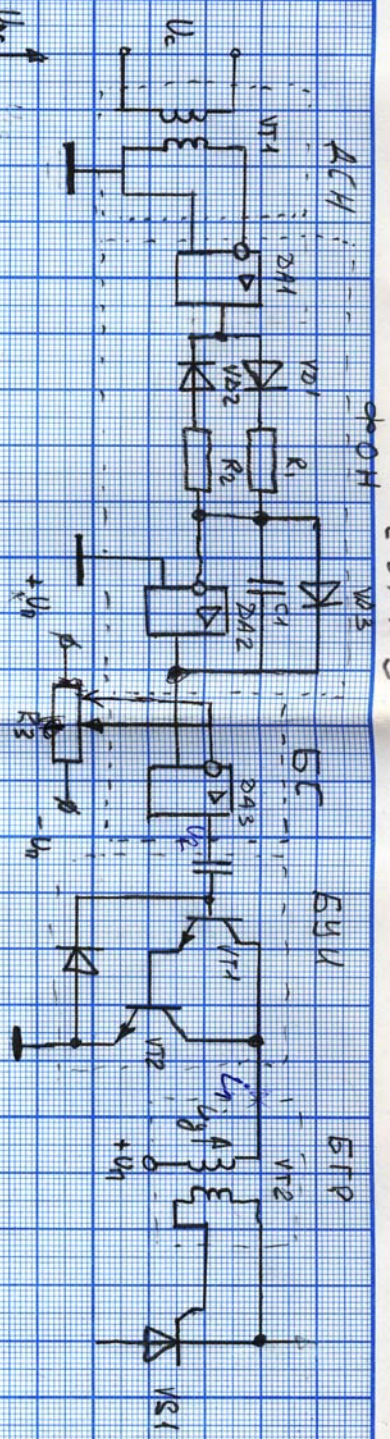 ДСН
ФОН
БС
БУИ
БГР
Uc
VT1
DA1
VD1
VD2
R1
R2
C1
VD3
DA2
+Uп
R3
-Uп
DA3
VT1
VT2
Uу
+Uп
VT2
VS1